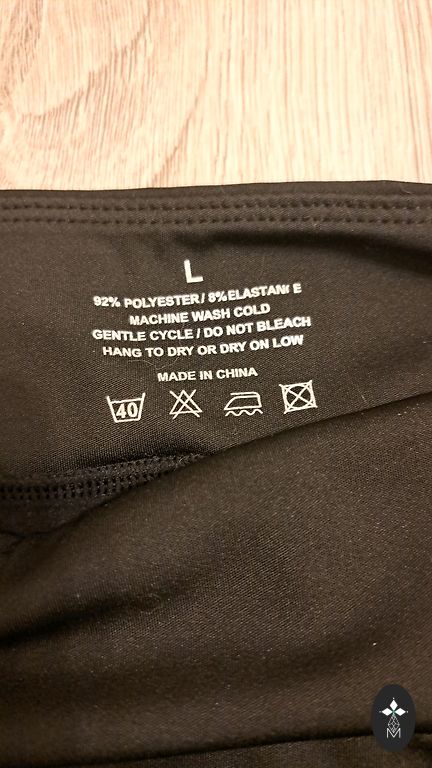 L
92% POLYESTER/ 8%ELASTANE
MACHINE WASH COLD
GENTLE CYCLE / DO NOT BLEACH
HANG TO DRY OR DRY ON LOW
MADE IN CHINA
40
M